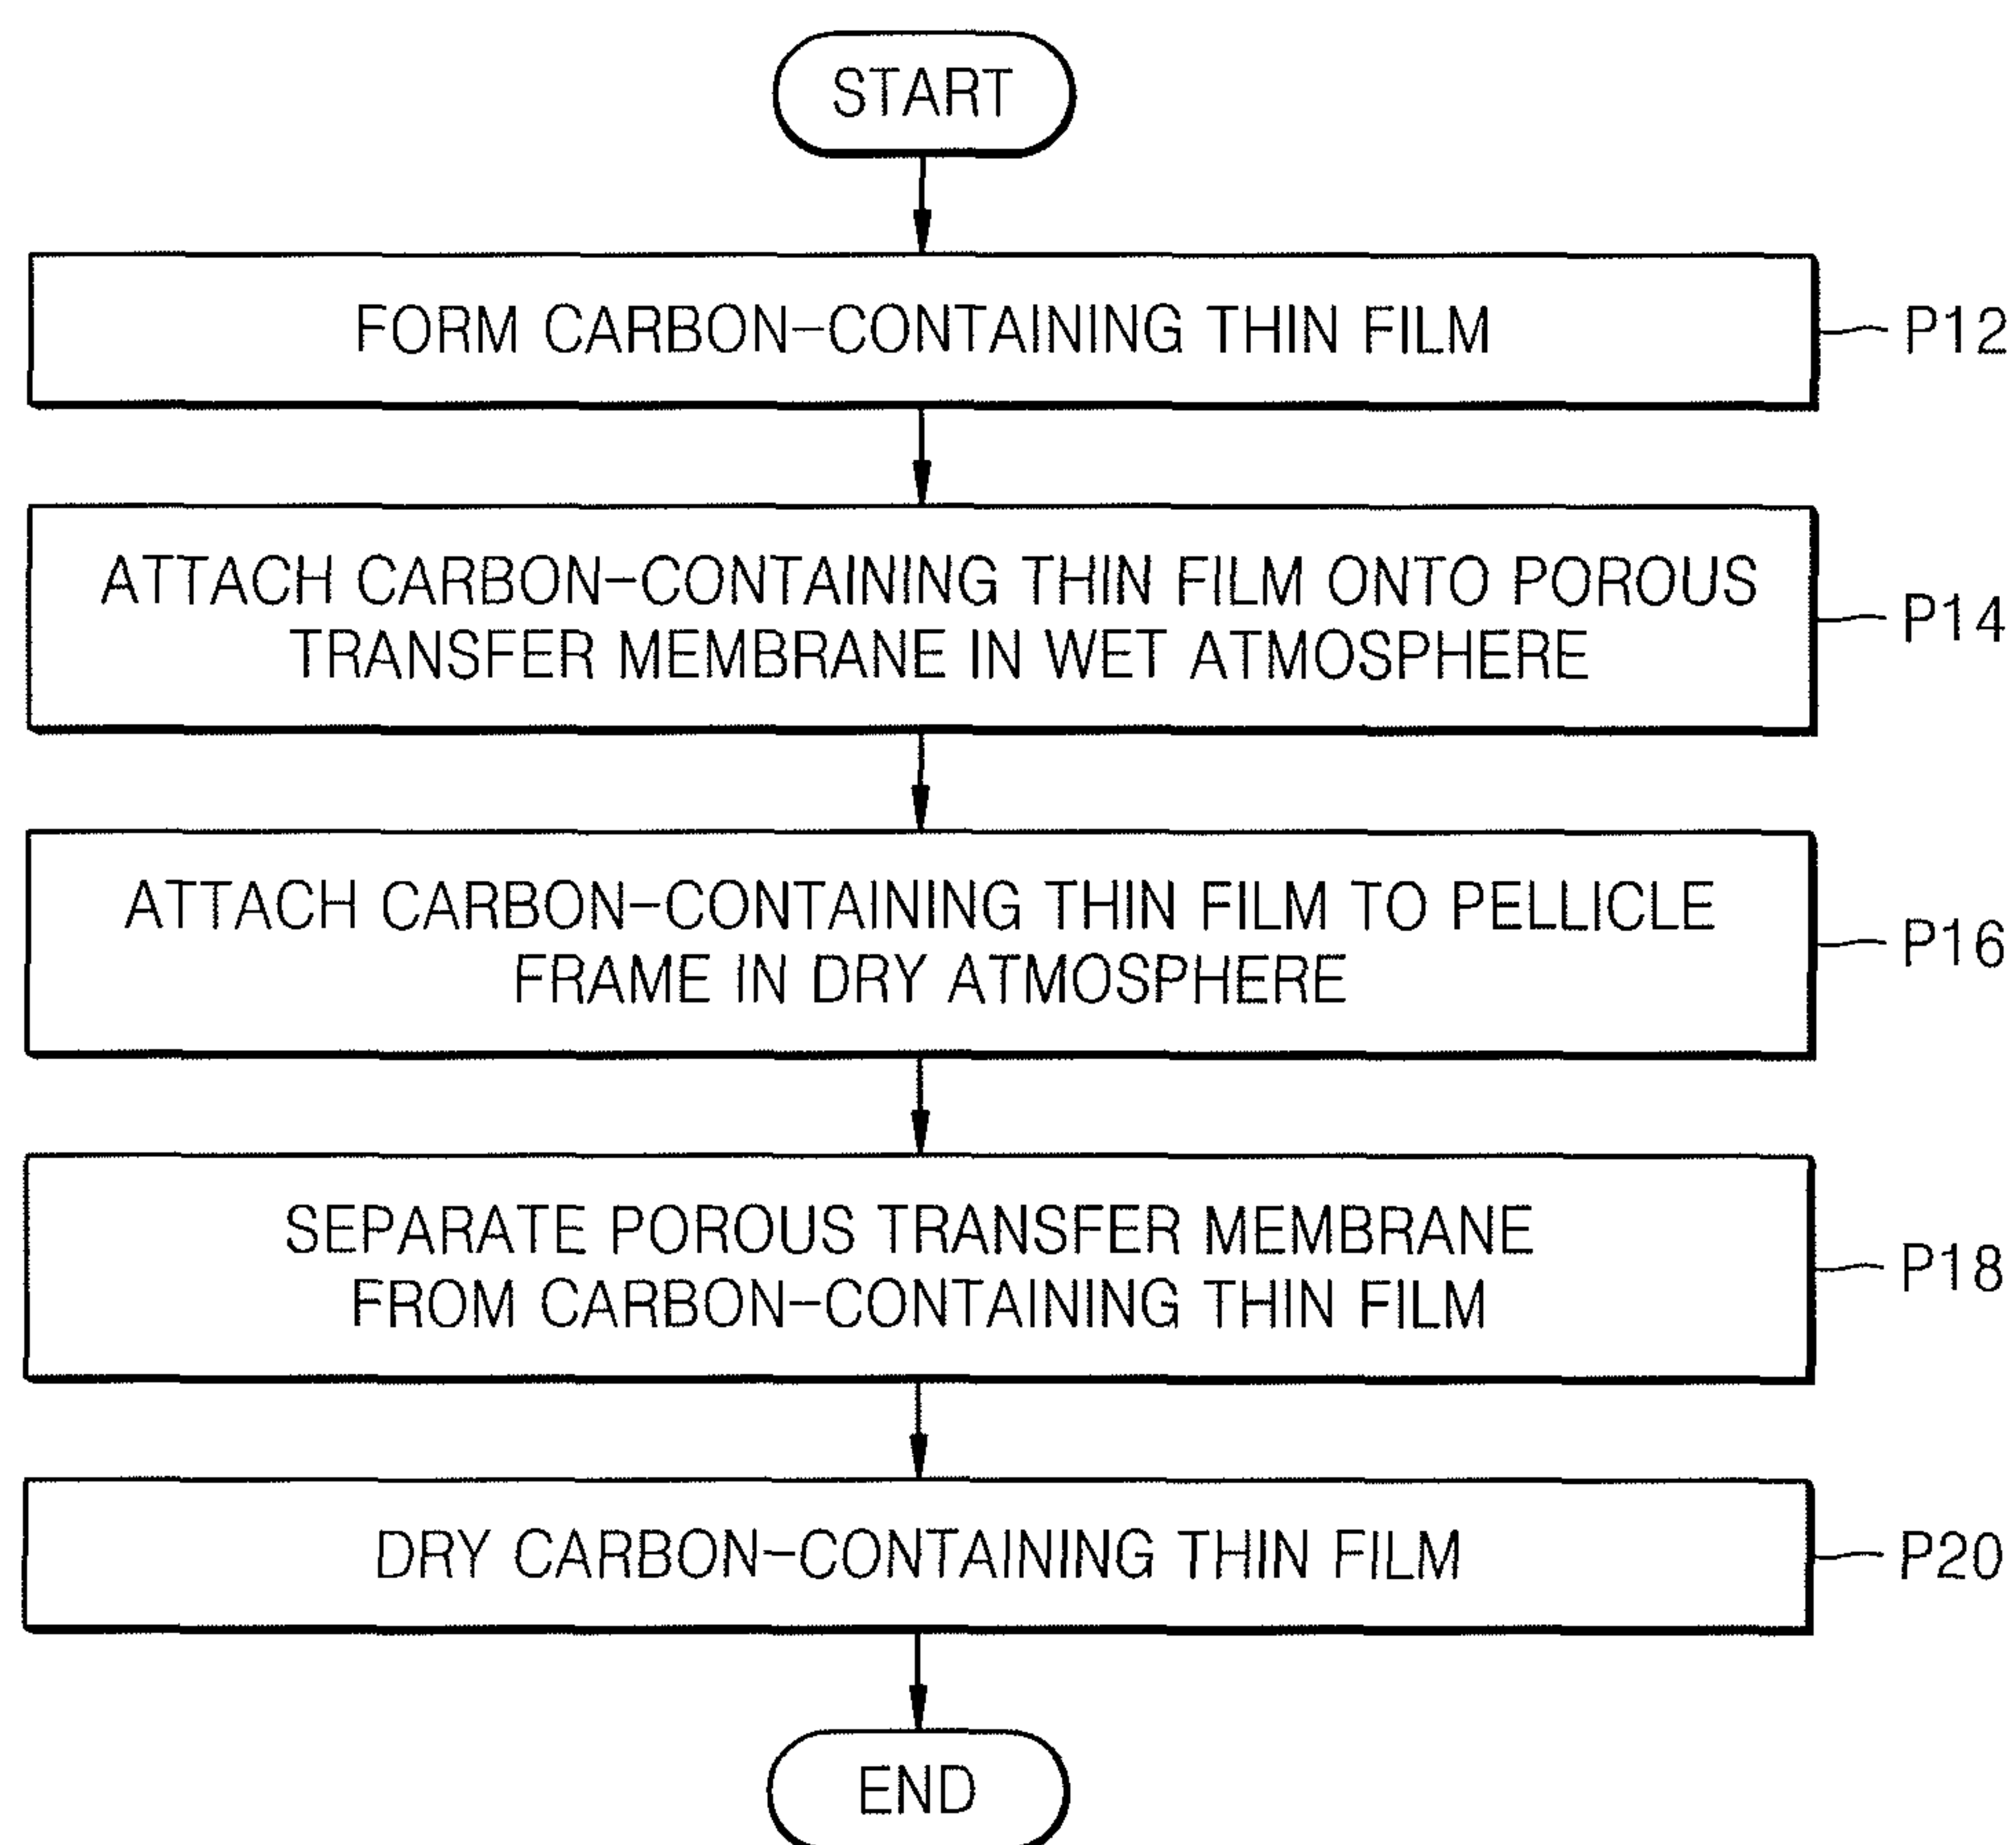 START
FORM CARBON-CONTAINING THIN FILM
P12
ATTACH CARBON-CONTAINING THIN FILM ONTO POROUS
TRANSFER MEMBRANE IN WET ATMOSPHERE
P14
ATTACH CARBON-CONTAINING THIN FILM TO PELLICLE
FRAME IN DRY ATMOSPHERE
P16
SEPARATE POROUS TRANSFER MEMBRANE
FROM CARBON-CONTAINING THIN FILM
P18
DRY CARBON-CONTAINING THIN FILM
P20
END